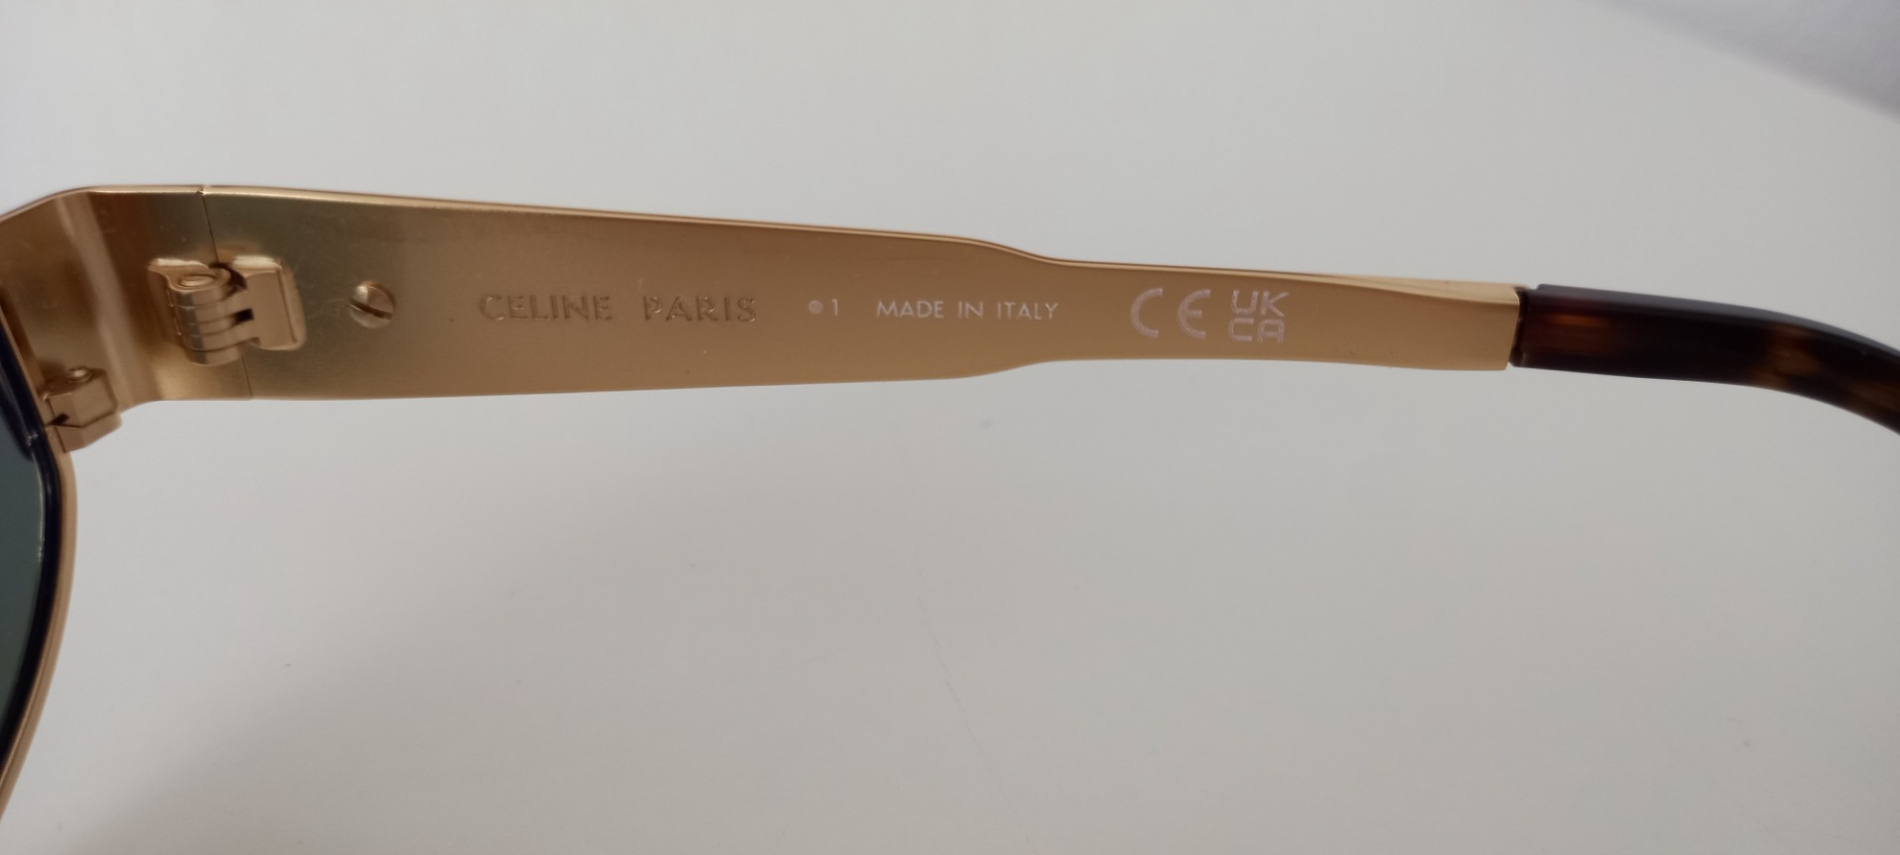 CELINE PARIS •1 MADE IN ITALY CE UK
CA